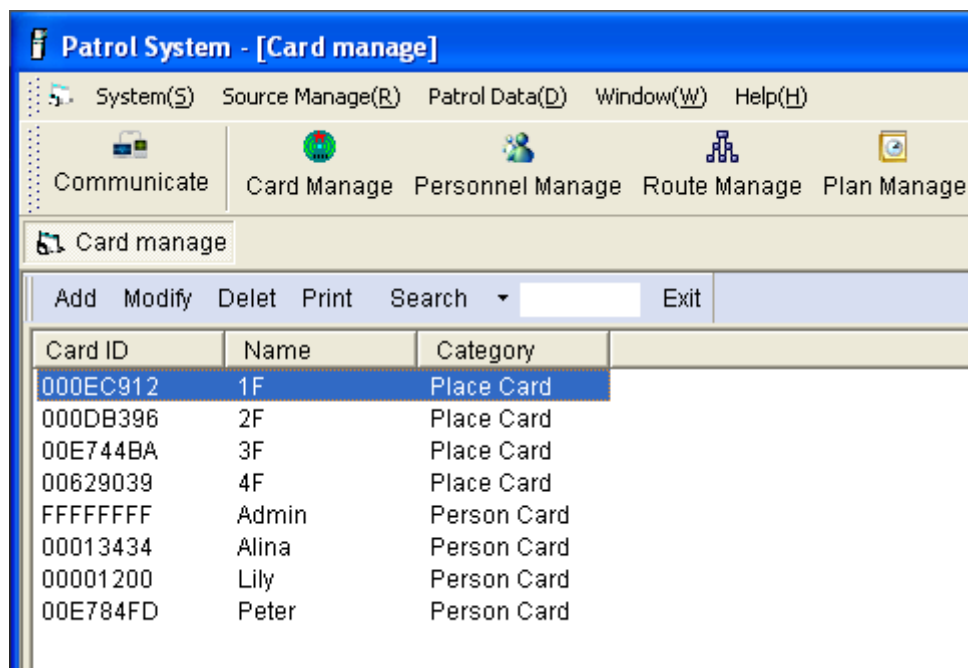 Patrol System - [Card manage]
System(S) Source Manage(R) Patrol Data(D) Window(W) Help(H)
Communicate Card Manage Personnel Manage Route Manage Plan Manage
Card manage
Add Modify Delet Print Search Exit
Card ID Name Category
000EC912 1F Place Card
000DB396 2F Place Card
00E744BA 3F Place Card
00629039 4F Place Card
FFFFFFFF Admin Person Card
00013434 Alina Person Card
00001200 Lily Person Card
00E784FD Peter Person Card